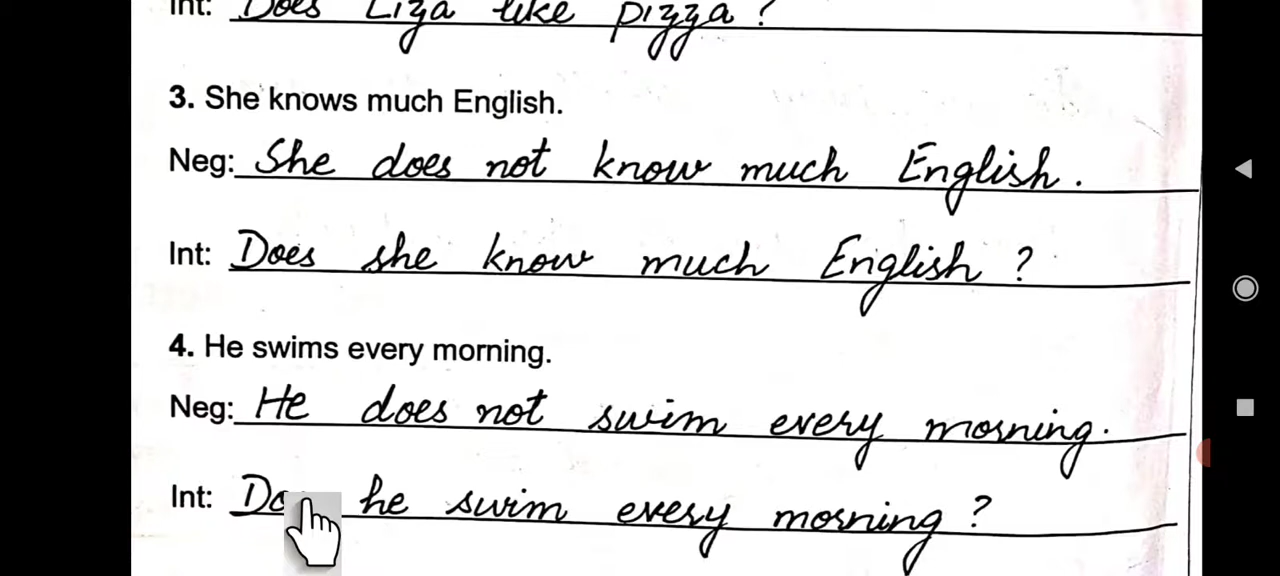 Int: Does Liza like pizza ?
3. She knows much English.
Neg: She does not know much English.
Int: Does she know much English ?
4. He swims every morning.
Neg: He does not swim every morning.
Int: he swim every morning ?